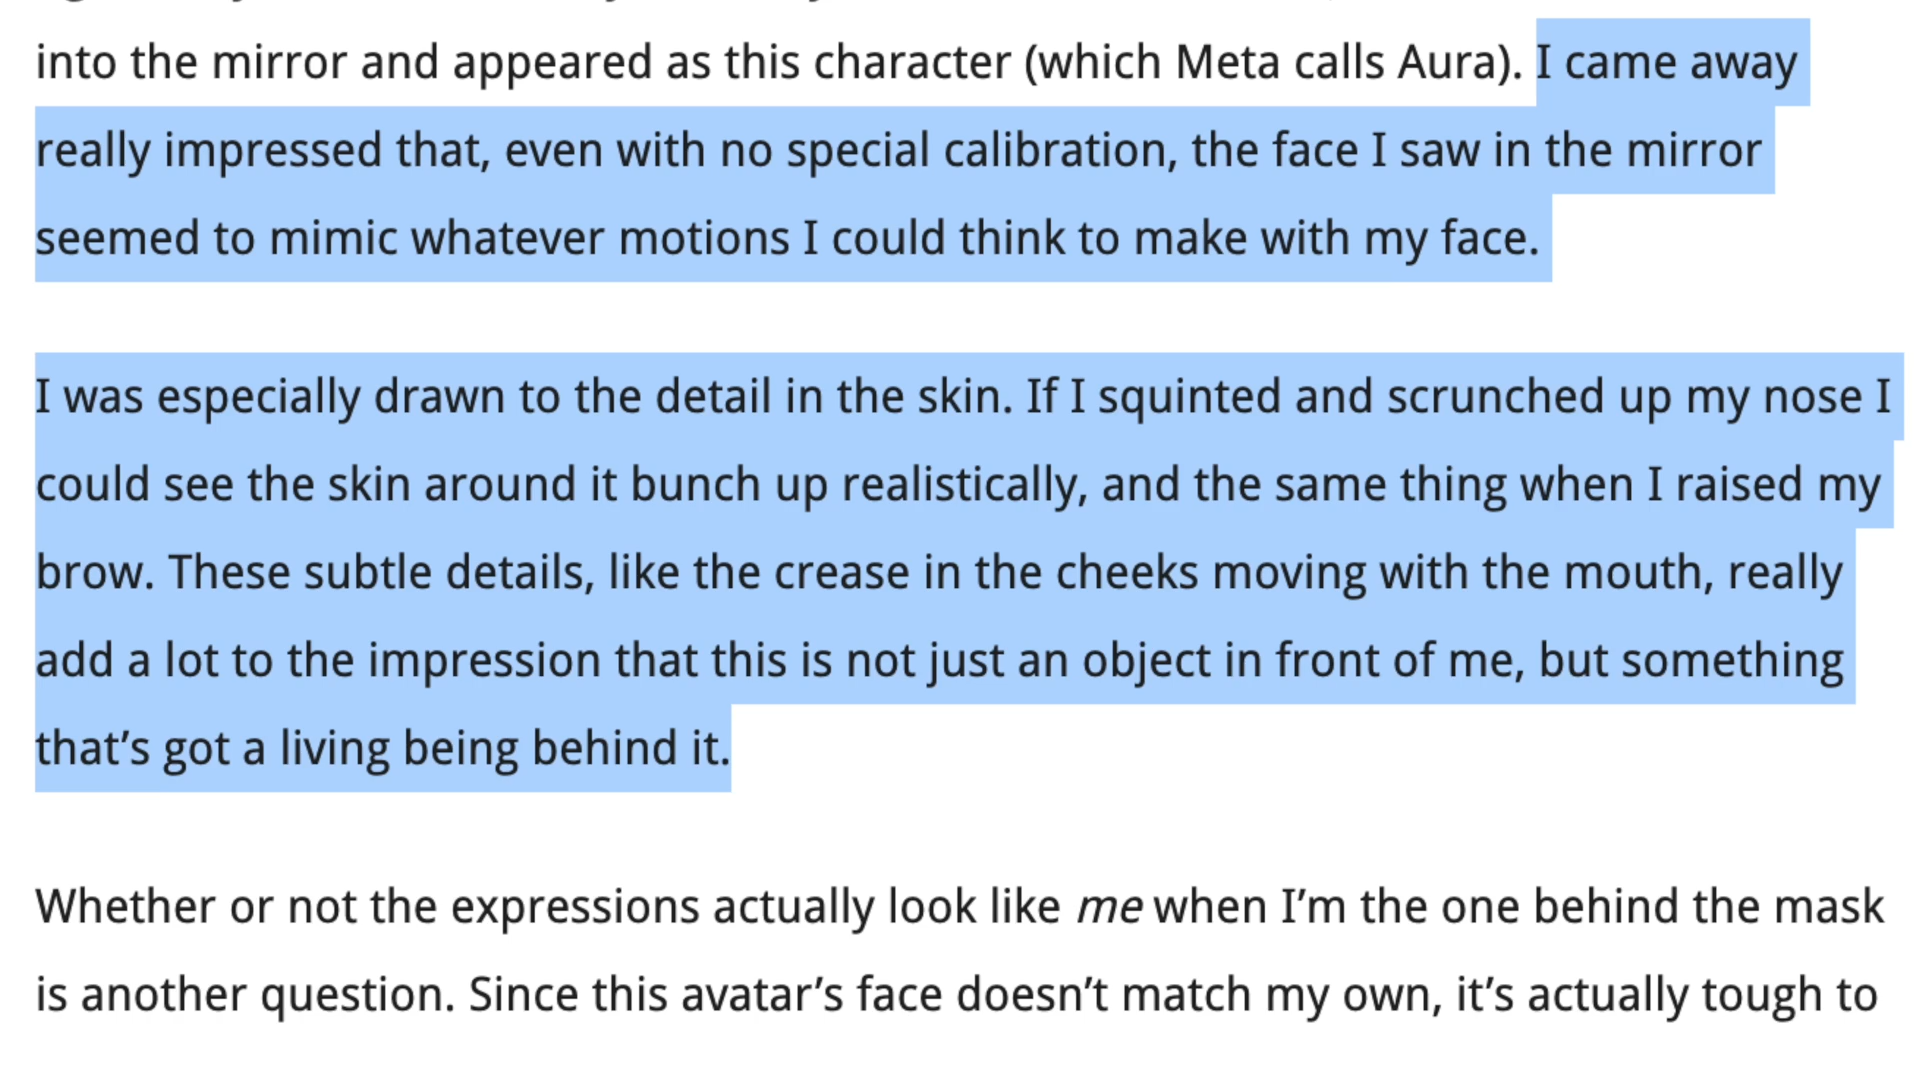 into the mirror and appeared as this character (which Meta calls Aura). I came away
really impressed that, even with no special calibration, the face I saw in the mirror
seemed to mimic whatever motions I could think to make with my face.
I was especially drawn to the detail in the skin. If I squinted and scrunched up my nose I
could see the skin around it bunch up realistically, and the same thing when I raised my
brow. These subtle details, like the crease in the cheeks moving with the mouth, really
add a lot to the impression that this is not just an object in front of me, but something
that’s got a living being behind it.
Whether or not the expressions actually look like me when I’m the one behind the mask
is another question. Since this avatar’s face doesn’t match my own, it’s actually tough to